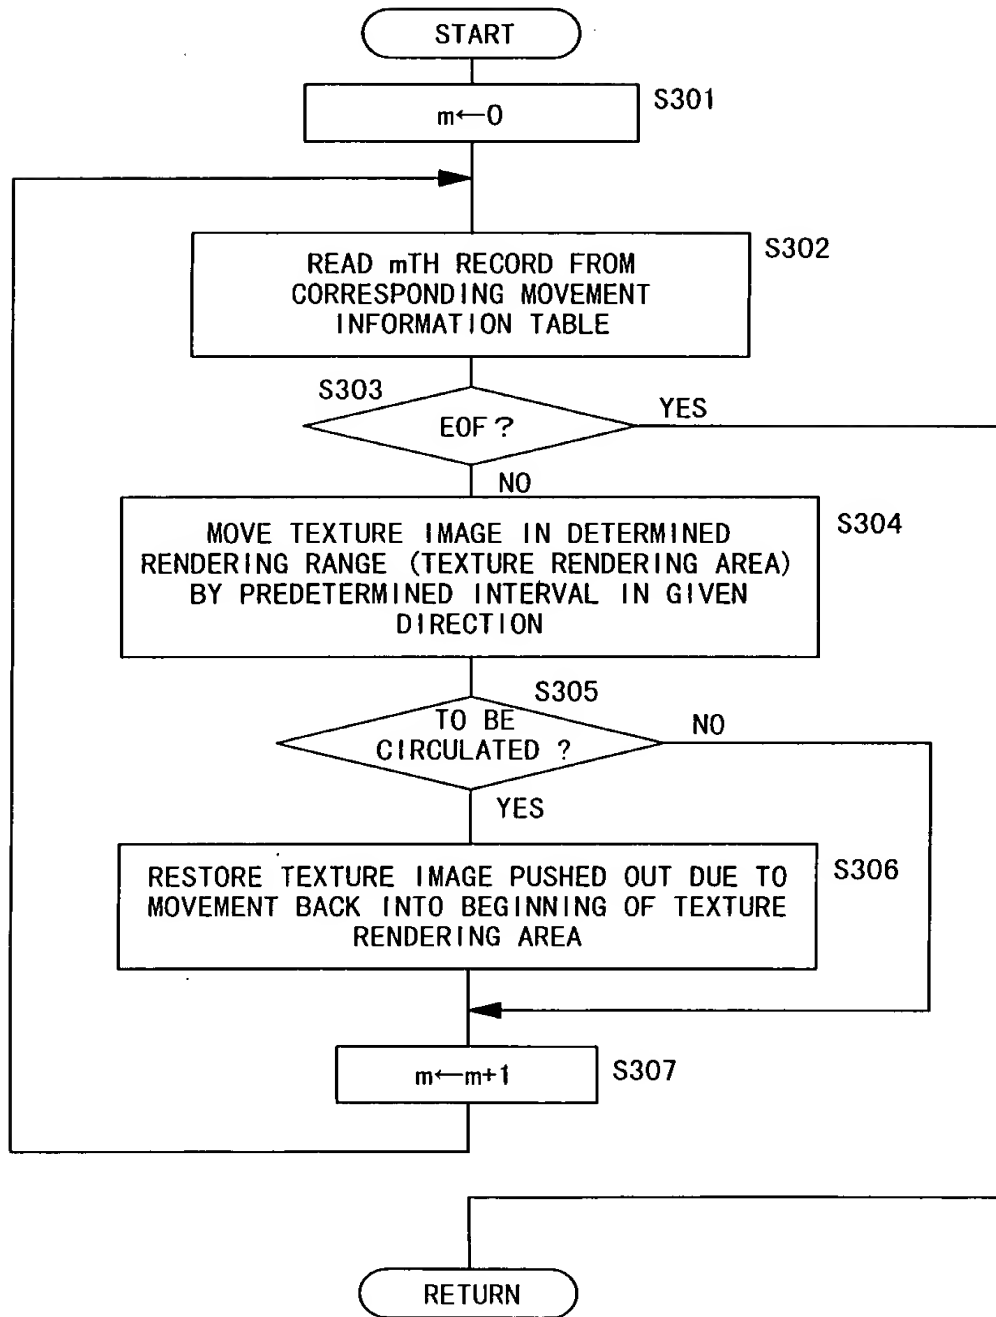 START
m←0
S301
READ mTH RECORD FROM
CORRESPONDING MOVEMENT
INFORMATION TABLE
S302
S303
EOF?
YES
NO
MOVE TEXTURE IMAGE IN DETERMINED
RENDERING RANGE (TEXTURE RENDERING AREA)
BY PREDETERMINED INTERVAL IN GIVEN
DIRECTION
S304
S305
TO BE
CIRCULATED ?
NO
YES
RESTORE TEXTURE IMAGE PUSHED OUT DUE TO
MOVEMENT BACK INTO BEGINNING OF TEXTURE
RENDERING AREA
S306
m←m+1
S307
RETURN